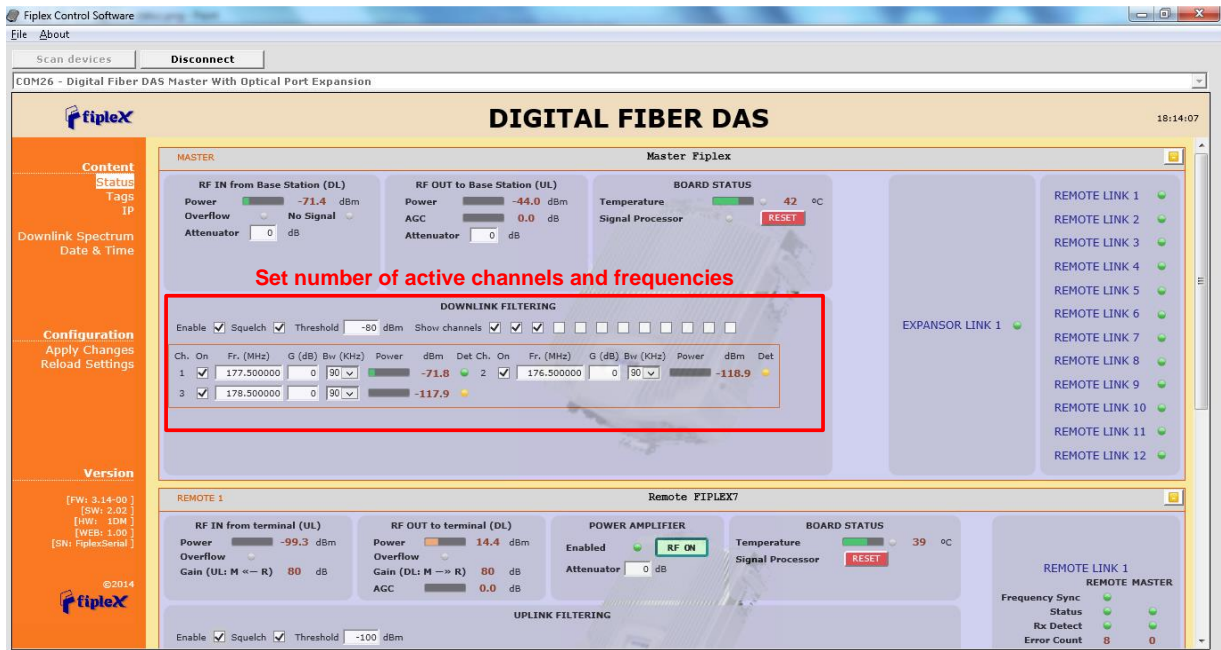 Fiplex Control Software
File About
Scan devices Disconnect
COM26 - Digital Fiber DAS Master With Optical Port Expansion
fipleX
DIGITAL FIBER DAS
18:14:07
Content
Status
Tags
IP
Downlink Spectrum
Date & Time
Configuration
Apply Changes
Reload Settings
Version
[FW: 3.14-00 ]
[SW: 2.02 ]
[HW: 1DM ]
[WEB: 1.00 ]
[SN: FiplexSerial ]
©2014
fipleX
MASTER Master Fiplex
RF IN from Base Station (DL)
Power -71.4 dBm
Overflow No Signal
Attenuator 0 dB
RF OUT to Base Station (UL)
Power -44.0 dBm
AGC 0.0 dB
Attenuator 0 dB
BOARD STATUS
Temperature 42 ºC
Signal Processor RESET
Set number of active channels and frequencies
DOWNLINK FILTERING
Enable Squelch Threshold -80 dBm Show channels
Ch. On Fr. (MHz) G (dB) Bw (KHz) Power dBm Det Ch. On Fr. (MHz) G (dB) Bw (KHz) Power dBm Det
1 177.500000 0 90 -71.8 2 176.500000 0 90 -118.9
3 178.500000 0 90 -117.9
EXPANSOR LINK 1
REMOTE LINK 1
REMOTE LINK 2
REMOTE LINK 3
REMOTE LINK 4
REMOTE LINK 5
REMOTE LINK 6
REMOTE LINK 7
REMOTE LINK 8
REMOTE LINK 9
REMOTE LINK 10
REMOTE LINK 11
REMOTE LINK 12
REMOTE 1 Remote FIPLEX7
RF IN from terminal (UL)
Power -99.3 dBm
Overflow
Gain (UL: M «— R) 80 dB
RF OUT to terminal (DL)
Power 14.4 dBm
Overflow
Gain (DL: M —» R) 80 dB
AGC 0.0 dB
POWER AMPLIFIER
Enabled RF ON
Attenuator 0 dB
BOARD STATUS
Temperature 39 ºC
Signal Processor RESET
REMOTE LINK 1
REMOTE MASTER
Frequency Sync
Status
Rx Detect
Error Count 8 0
UPLINK FILTERING
Enable Squelch Threshold -100 dBm